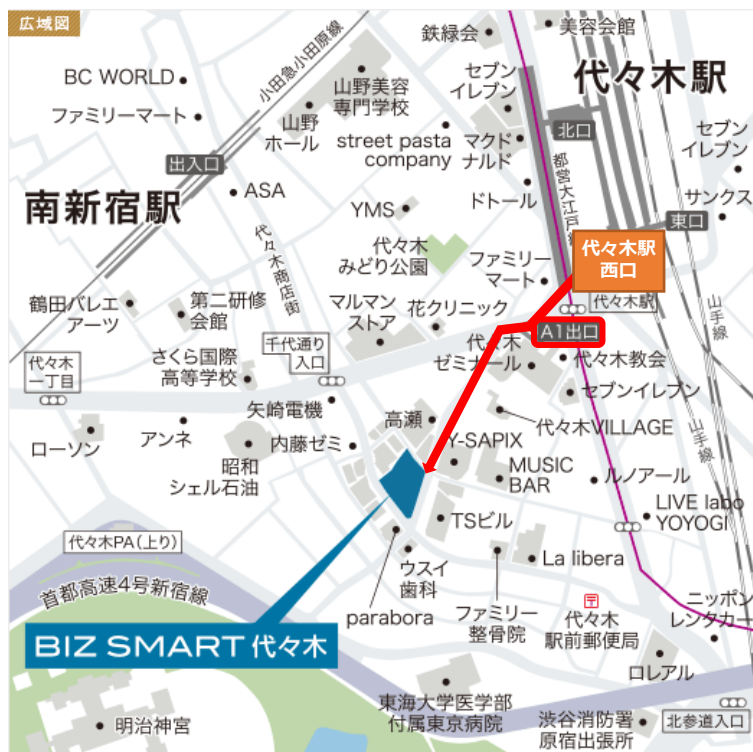 広域図
鉄緑会
美容会館
BC WORLD
小田急小田原線
山野美容
専門学校
セブン
イレブン
代々木駅
ファミリーマート
山野
ホール
street pasta
company
マクド
ナルド
北口
セブン
イレブン
出入口
都営大江戸
南新宿駅
ASA
YMS
ドトール
サンクス
東口
代々木商店街
代々木
みどり公園
ファミリー
マート
代々木駅
西口
鶴田バレエ
アーツ
第二研修
会館
マルマン
ストア
花クリニック
代々木駅
山手線
A1出口
千代通り
入口
代々木
ゼミナール
代々木教会
代々木
一丁目
さくら国際
高等学校
セブンイレブン
矢崎電機
高瀬
代々木VILLAGE
山手線
ローソン
アンネ
昭和
シェル石油
内藤ゼミ
Y-SAPIX
MUSIC
BAR
ルノアール
LIVE labo
YOYOGI
TSビル
代々木PA(上り)
ウスイ
歯科
La libera
首都高速4号新宿線
parabora
ファミリー
整骨院
代々木
駅前郵便局
ニッポン
レンタカー
BIZ SMART 代々木
ロレアル
東海大学医学部
付属東京病院
明治神宮
渋谷消防署
原宿出張所
北参道入口